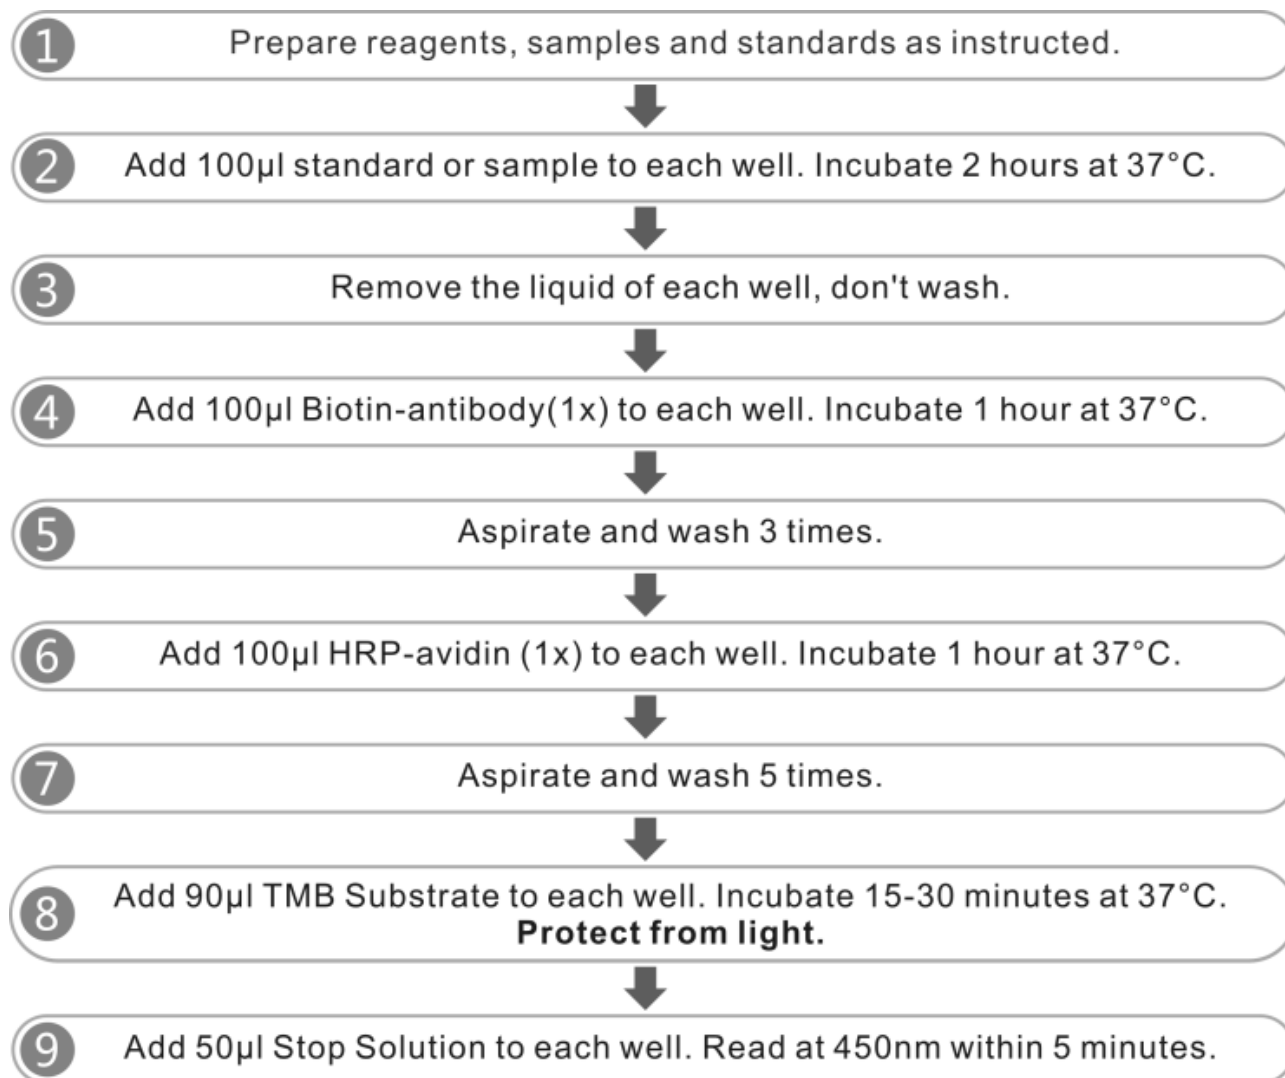 1 Prepare reagents, samples and standards as instructed.
2 Add 100µl standard or sample to each well. Incubate 2 hours at 37°C.
3 Remove the liquid of each well, don't wash.
4 Add 100µl Biotin-antibody(1x) to each well. Incubate 1 hour at 37°C.
5 Aspirate and wash 3 times.
6 Add 100µl HRP-avidin (1x) to each well. Incubate 1 hour at 37°C.
7 Aspirate and wash 5 times.
8 Add 90µl TMB Substrate to each well. Incubate 15-30 minutes at 37°C.
Protect from light.
9 Add 50µl Stop Solution to each well. Read at 450nm within 5 minutes.